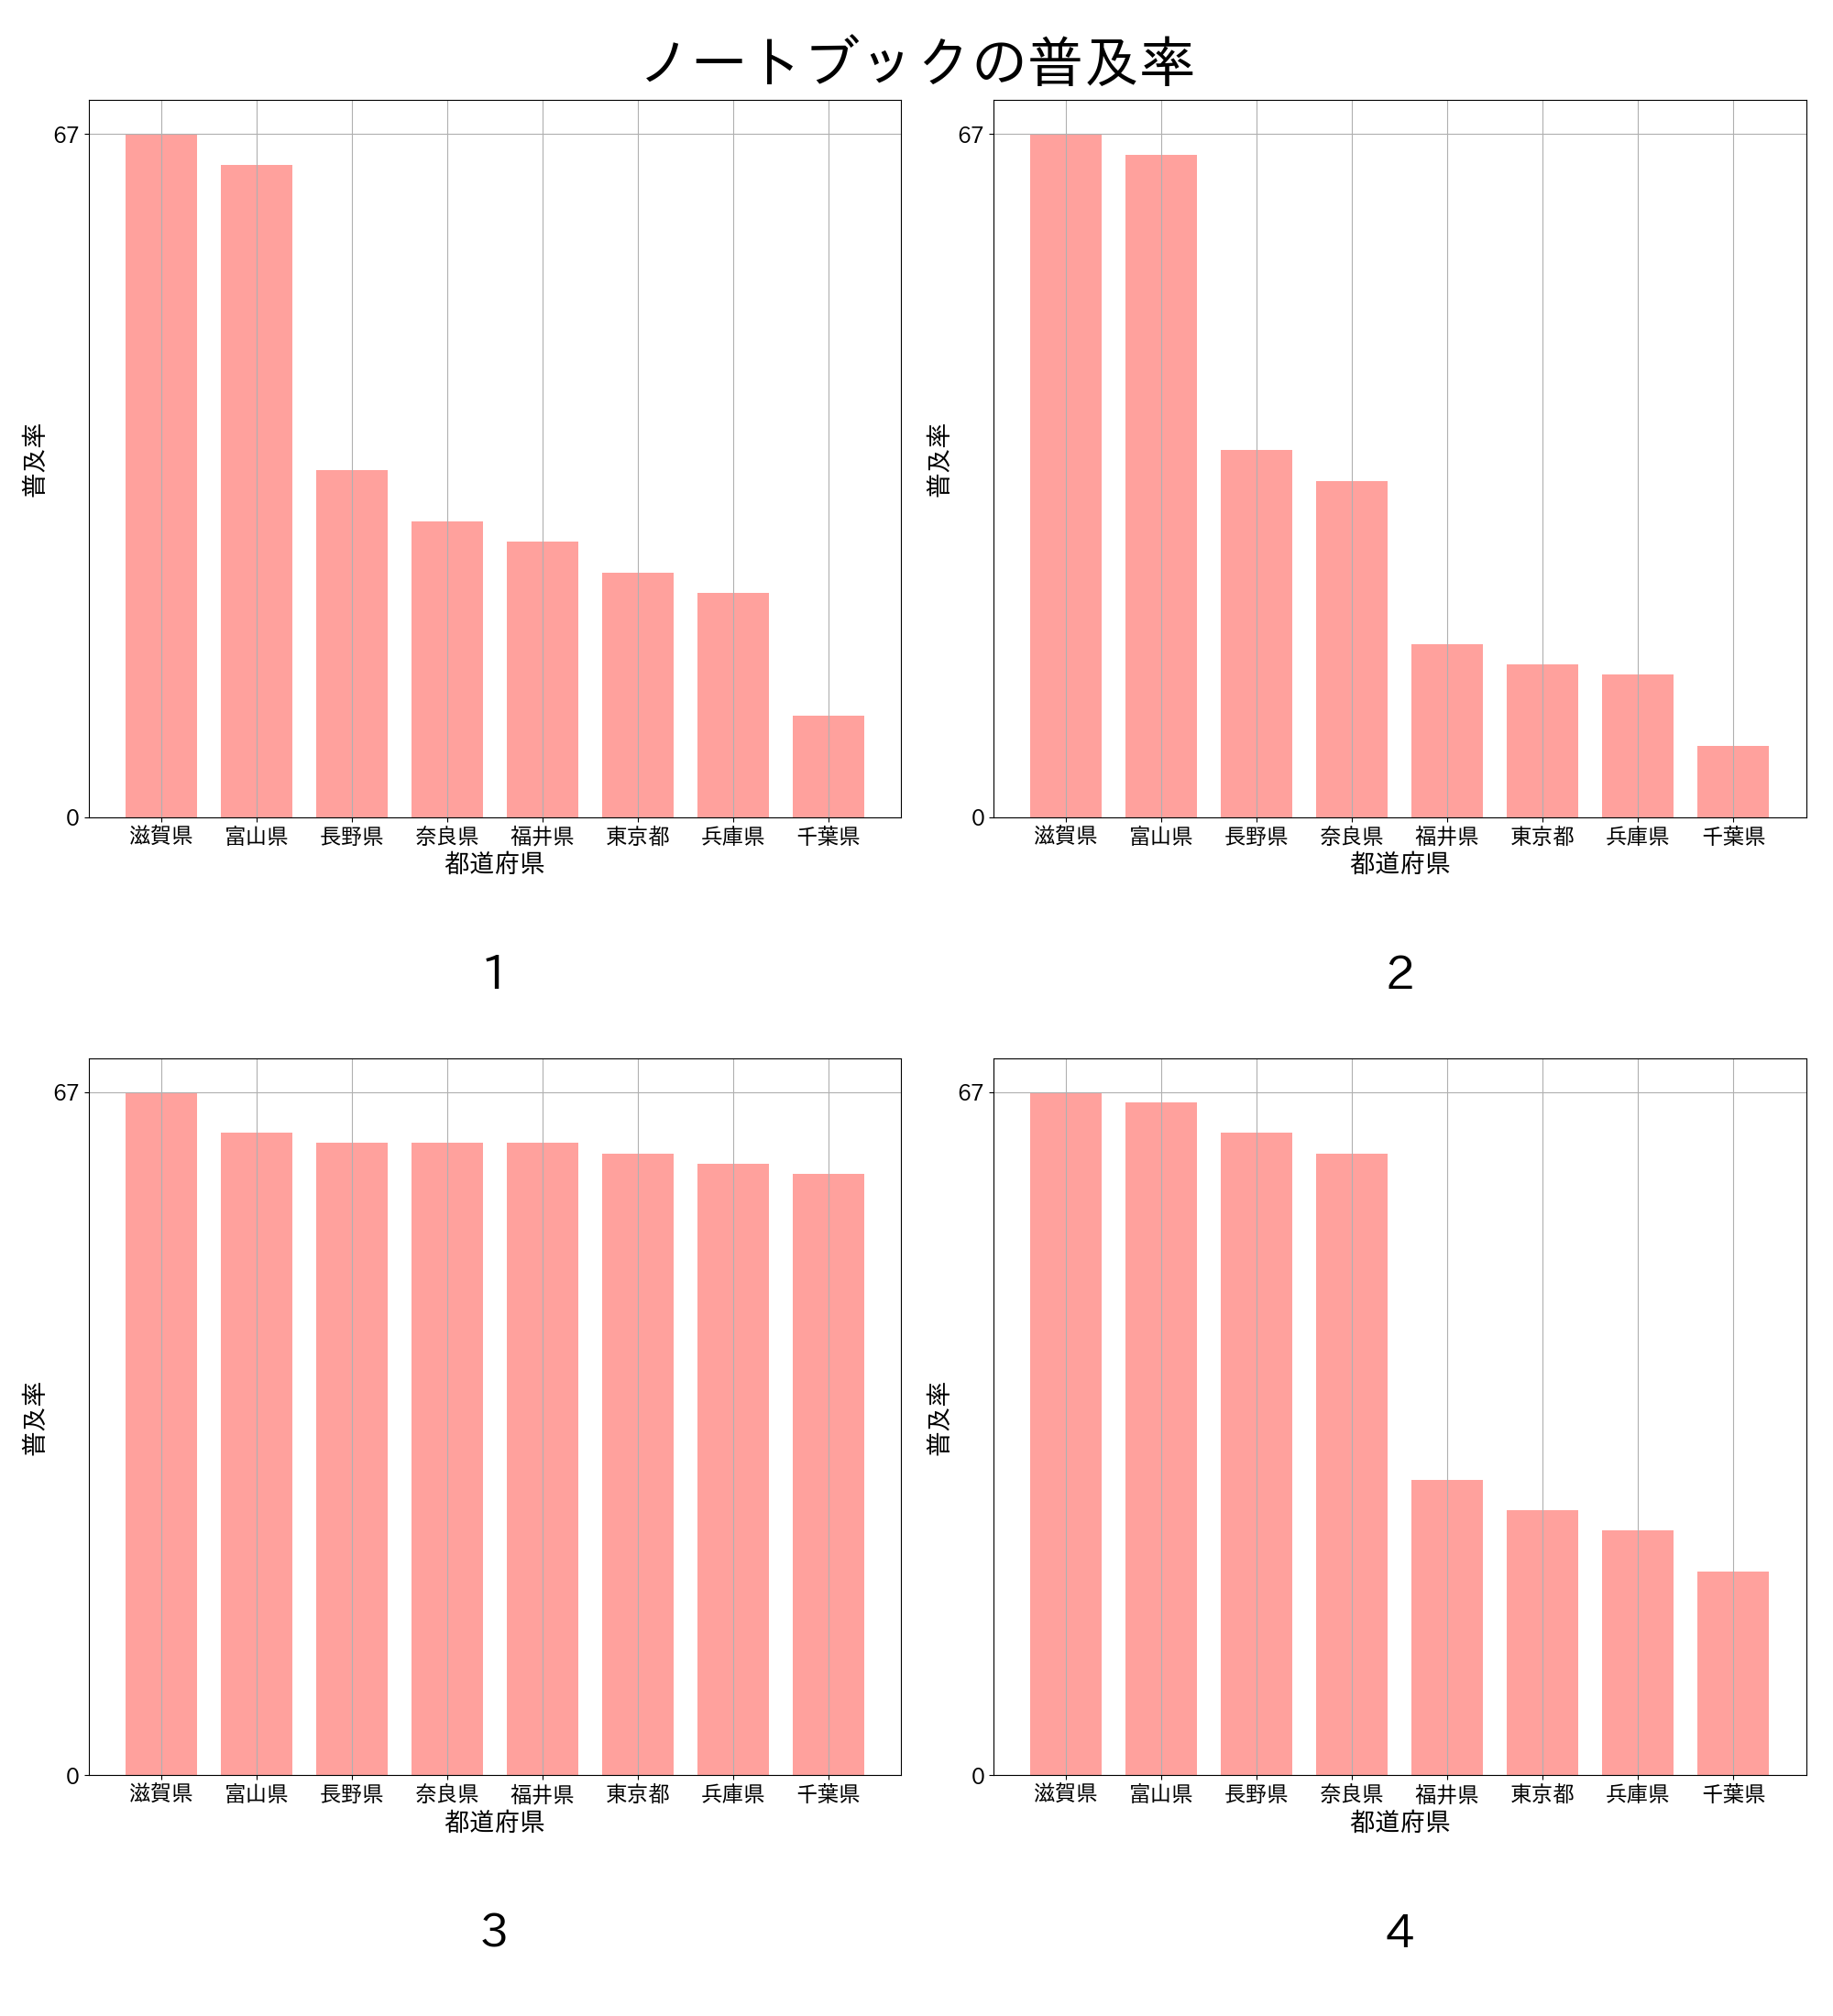 ノートブックの普及率
67
0
普及率
滋賀県 富山県 長野県 奈良県 福井県 東京都 兵庫県 千葉県
都道府県
1
67
0
普及率
滋賀県 富山県 長野県 奈良県 福井県 東京都 兵庫県 千葉県
都道府県
2
67
0
普及率
滋賀県 富山県 長野県 奈良県 福井県 東京都 兵庫県 千葉県
都道府県
3
67
0
普及率
滋賀県 富山県 長野県 奈良県 福井県 東京都 兵庫県 千葉県
都道府県
4